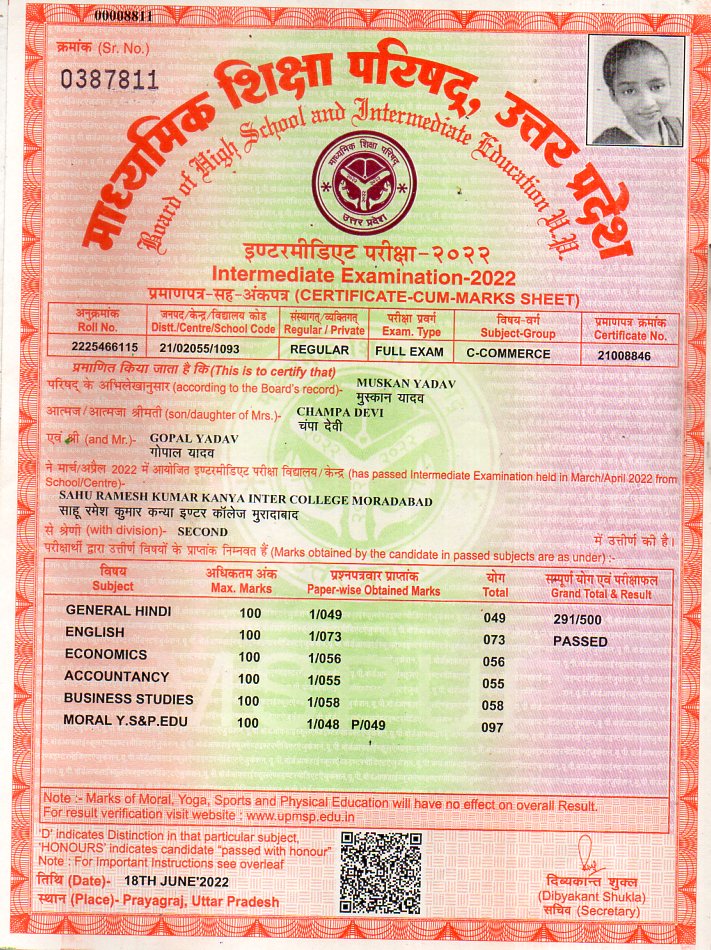 00008811
क्रमांक (Sr. No.)
0387811
माध्यमिक शिक्षा परिषद्, उत्तर प्रदेश
Board of High School and Intermediate Education U.P.
माध्यमिक शिक्षा परिषद्
उत्तर प्रदेश
इण्टरमीडिएट परीक्षा-२०२२
Intermediate Examination-2022
प्रमाणपत्र-सह-अंकपत्र (CERTIFICATE-CUM-MARKS SHEET)
अनुक्रमांक जनपद/केन्द्र/विद्यालय कोड संस्थागत/व्यक्तिगत् परीक्षा प्रवर्ग विषय-वर्ग प्रमाणपत्र क्रमांक
Roll No. Distt./Centre/School Code Regular / Private Exam. Type Subject-Group Certificate No.
2225466115 21/02055/1093 REGULAR FULL EXAM C-COMMERCE 21008846
प्रमाणित किया जाता है कि (This is to certify that)
परिषद् के अभिलेखानुसार (according to the Board's record)- MUSKAN YADAV
मुस्कान यादव
आत्मज/आत्मजा श्रीमती (son/daughter of Mrs.)- CHAMPA DEVI
चंपा देवी
एवं श्री (and Mr.)- GOPAL YADAV
गोपाल यादव
ने मार्च/अप्रैल 2022 में आयोजित इण्टरमीडिएट परीक्षा विद्यालय/केन्द्र (has passed Intermediate Examination held in March/April 2022 from
School/Centre)-
SAHU RAMESH KUMAR KANYA INTER COLLEGE MORADABAD
साहू रमेश कुमार कन्या इण्टर कॉलेज मुरादाबाद
से श्रेणी (with division)- SECOND में उत्तीर्ण की है।
परीक्षार्थी द्वारा उत्तीर्ण विषयों के प्राप्तांक निम्नवत हैं (Marks obtained by the candidate in passed subjects are as under) :-
विषय अधिकतम अंक प्रश्नपत्रवार प्राप्तांक योग सम्पूर्ण योग एवं परीक्षाफल
Subject Max. Marks Paper-wise Obtained Marks Total Grand Total & Result
GENERAL HINDI 100 1/049 049 291/500
ENGLISH 100 1/073 073 PASSED
ECONOMICS 100 1/056 056
ACCOUNTANCY 100 1/055 055
BUSINESS STUDIES 100 1/058 058
MORAL Y.S&P.EDU 100 1/048 P/049 097
Note :- Marks of Moral, Yoga, Sports and Physical Education will have no effect on overall Result.
For result verification visit website : www.upmsp.edu.in
'D' indicates Distinction in that particular subject,
'HONOURS' indicates candidate "passed with honour"
Note : For Important Instructions see overleaf
तिथि (Date)- 18TH JUNE'2022
स्थान (Place)- Prayagraj, Uttar Pradesh
दिब्यकान्त शुक्ल
(Dibyakant Shukla)
सचिव (Secretary)